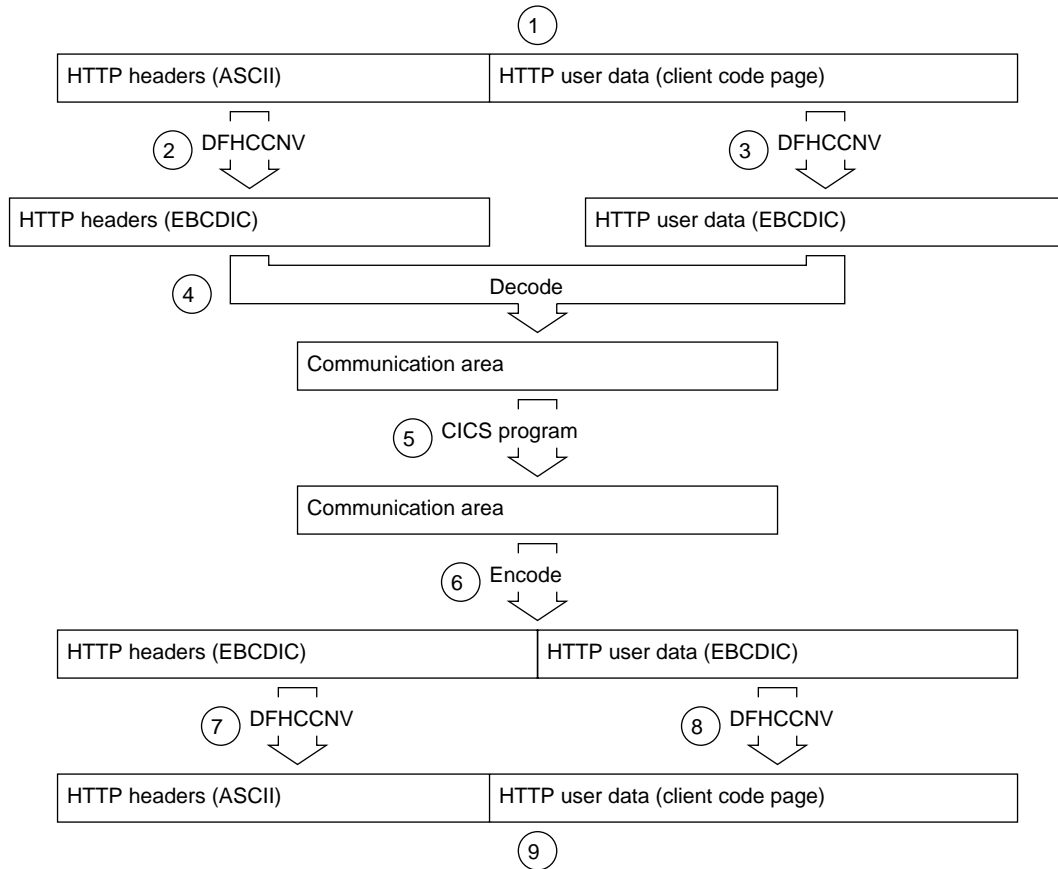 1
HTTP headers (ASCII)
HTTP user data (client code page)
2
DFHCCNV
3
DFHCCNV
HTTP headers (EBCDIC)
HTTP user data (EBCDIC)
4
Decode
Communication area
5
CICS program
Communication area
6
Encode
HTTP headers (EBCDIC)
HTTP user data (EBCDIC)
7
DFHCCNV
8
DFHCCNV
HTTP headers (ASCII)
HTTP user data (client code page)
9